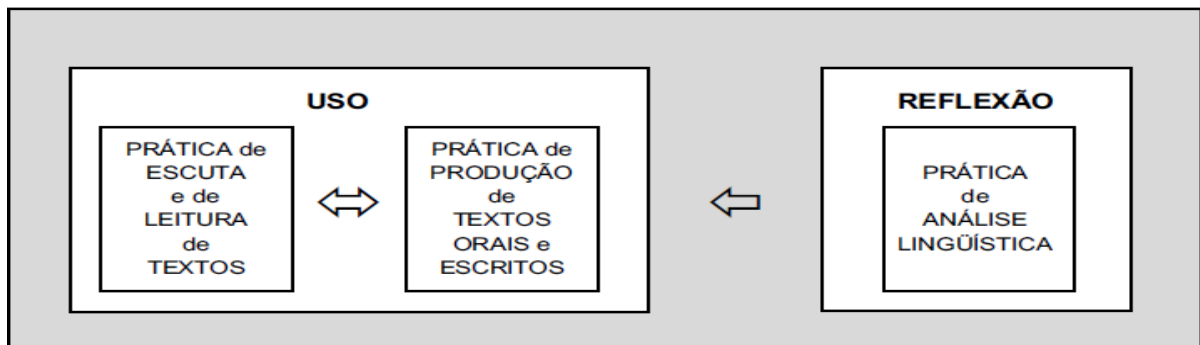 USO
PRÁTICA de
ESCUTA
e de
LEITURA
de
TEXTOS
PRÁTICA de
PRODUÇÃO
de
TEXTOS
ORAIS e
ESCRITOS
REFLEXÃO
PRÁTICA
de
ANÁLISE
LINGÜÍSTICA